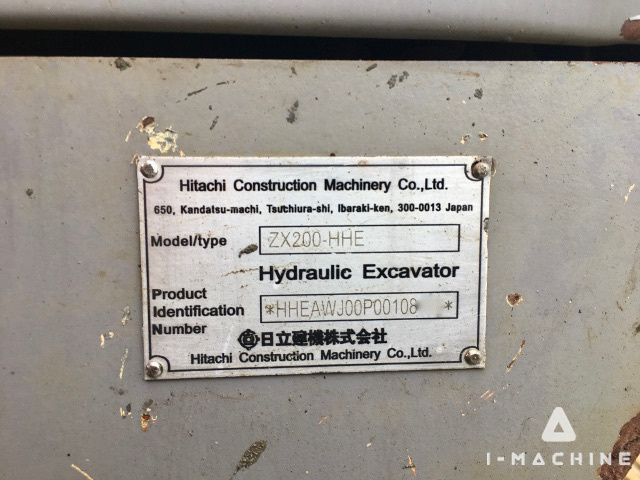 Hitachi Construction Machinery Co.,Ltd.
650, Kandatsu-machi, Tsuchiura-shi, Ibaraki-ken, 300-0013 Japan
Model/type ZX200-HHE
Hydraulic Excavator
Product
Identification *HHEAWJ00P00108 *
Number
日立建機株式会社
Hitachi Construction Machinery Co.,Ltd.
I-MACHINE